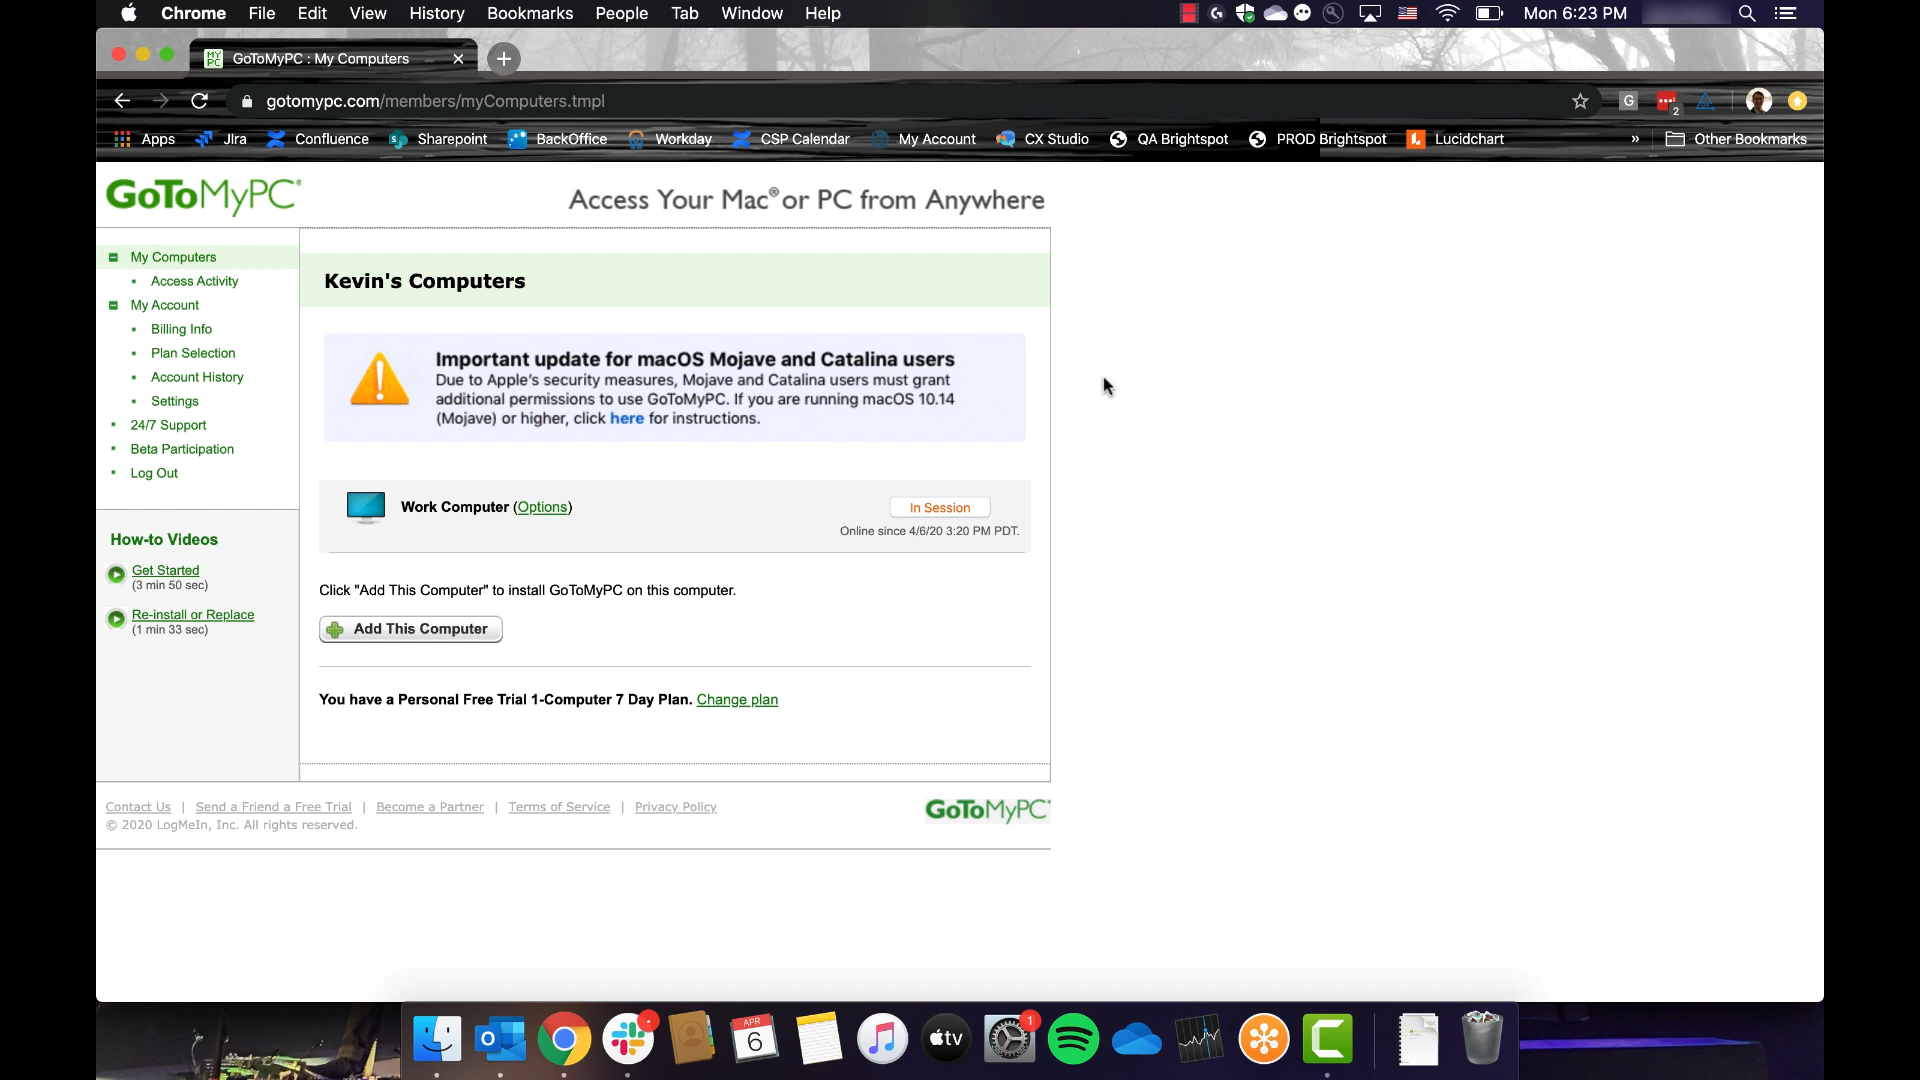 Chrome File Edit View History Bookmarks People Tab Window Help Mon 6:23 PM
MY PC GoToMyPC : My Computers
gotomypc.com/members/myComputers.tmpl G 2
Apps Jira Confluence Sharepoint BackOffice Workday CSP Calendar My Account CX Studio QA Brightspot PROD Brightspot Lucidchart » Other Bookmarks
GoToMyPC Access Your Mac® or PC from Anywhere
My Computers
Access Activity
My Account
Billing Info
Plan Selection
Account History
Settings
24/7 Support
Beta Participation
Log Out
How-to Videos
Get Started
(3 min 50 sec)
Re-install or Replace
(1 min 33 sec)
Kevin's Computers
Important update for macOS Mojave and Catalina users
Due to Apple's security measures, Mojave and Catalina users must grant
additional permissions to use GoToMyPC. If you are running macOS 10.14
(Mojave) or higher, click here for instructions.
Work Computer (Options) In Session
Online since 4/6/20 3:20 PM PDT.
Click "Add This Computer" to install GoToMyPC on this computer.
Add This Computer
You have a Personal Free Trial 1-Computer 7 Day Plan. Change plan
Contact Us | Send a Friend a Free Trial | Become a Partner | Terms of Service | Privacy Policy GoToMyPC
© 2020 LogMeIn, Inc. All rights reserved.
APR
6
tv
1